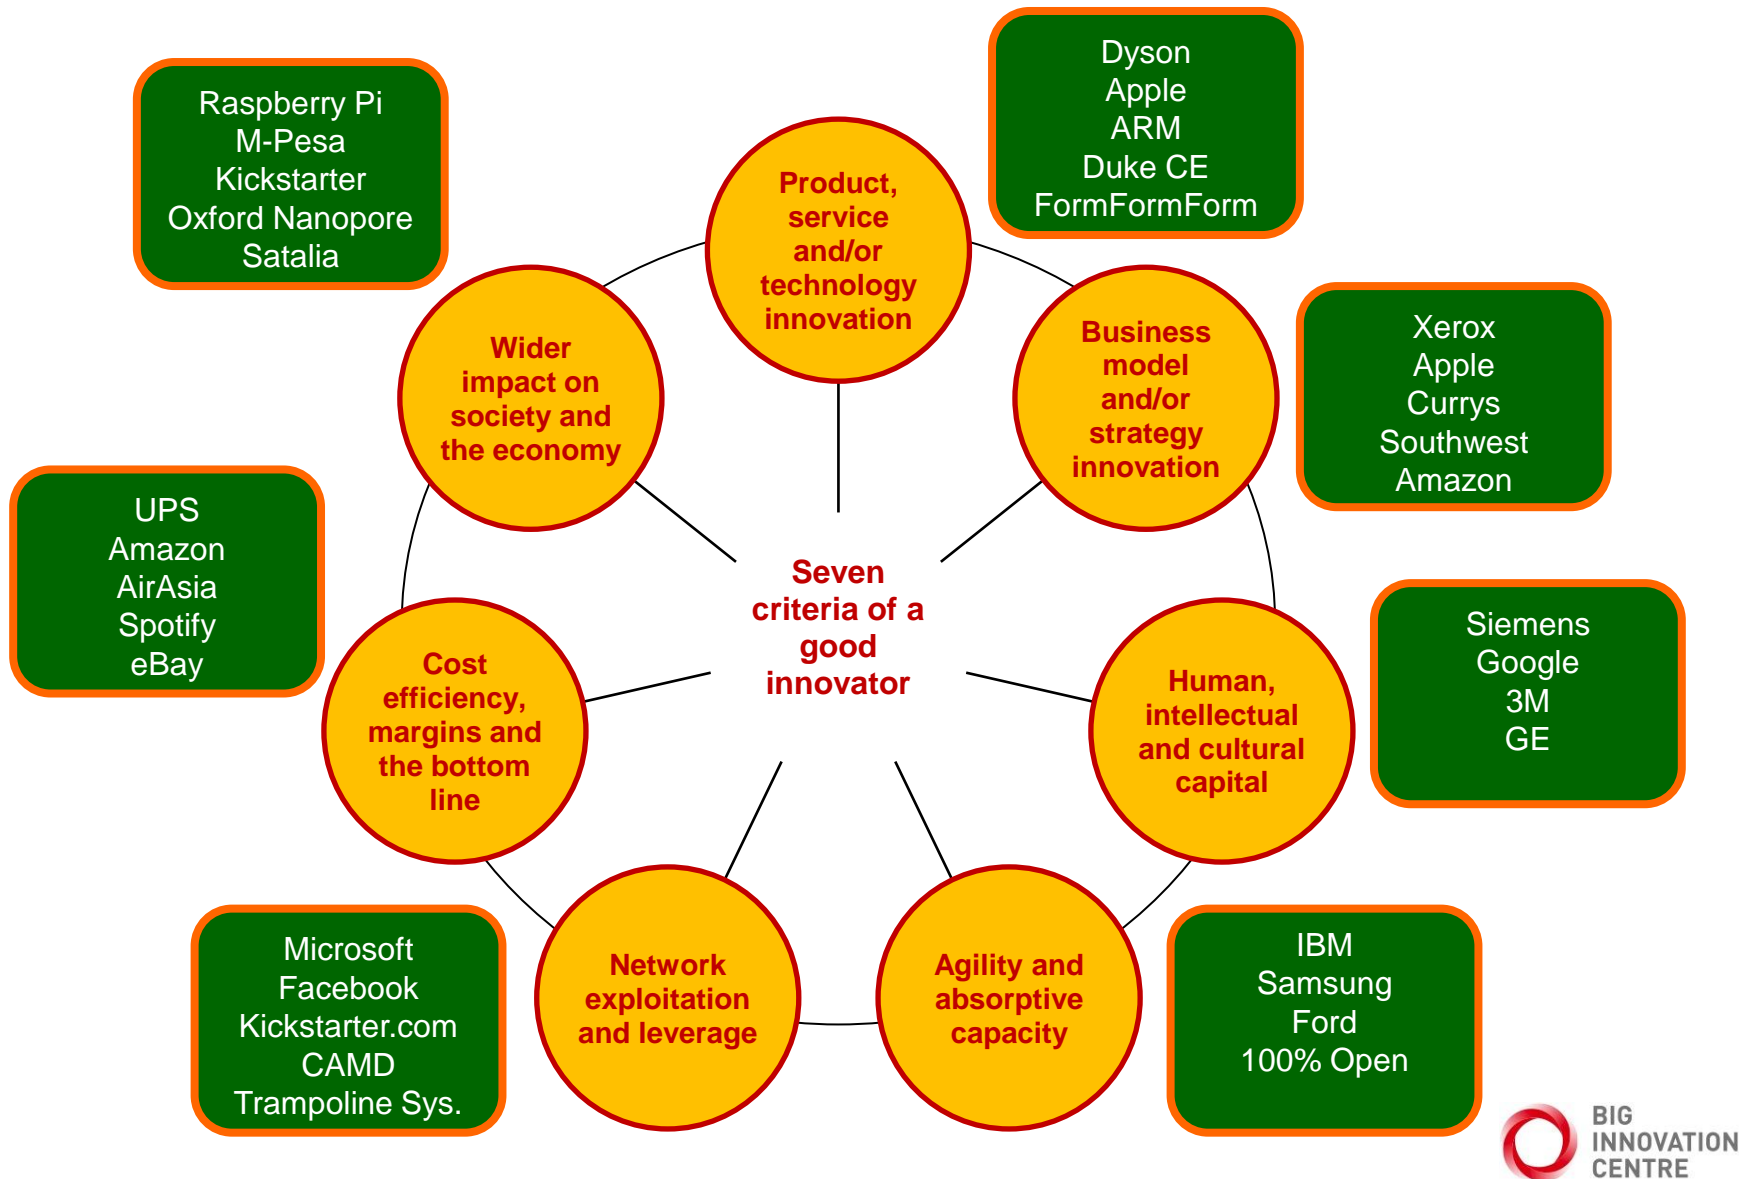 Dyson
Apple
ARM
Duke CE
FormFormForm
Raspberry Pi
M-Pesa
Kickstarter
Oxford Nanopore
Satalia
Product,
service
and/or
technology
innovation
Business
model
and/or
strategy
innovation
Xerox
Apple
Currys
Southwest
Amazon
Wider
impact on
society and
the economy
UPS
Amazon
AirAsia
Spotify
eBay
Seven
criteria of a
good
innovator
Siemens
Google
3M
GE
Cost
efficiency,
margins and
the bottom
line
Human,
intellectual
and cultural
capital
Microsoft
Facebook
Kickstarter.com
CAMD
Trampoline Sys.
Network
exploitation
and leverage
Agility and
absorptive
capacity
IBM
Samsung
Ford
100% Open
BIG
INNOVATION
CENTRE